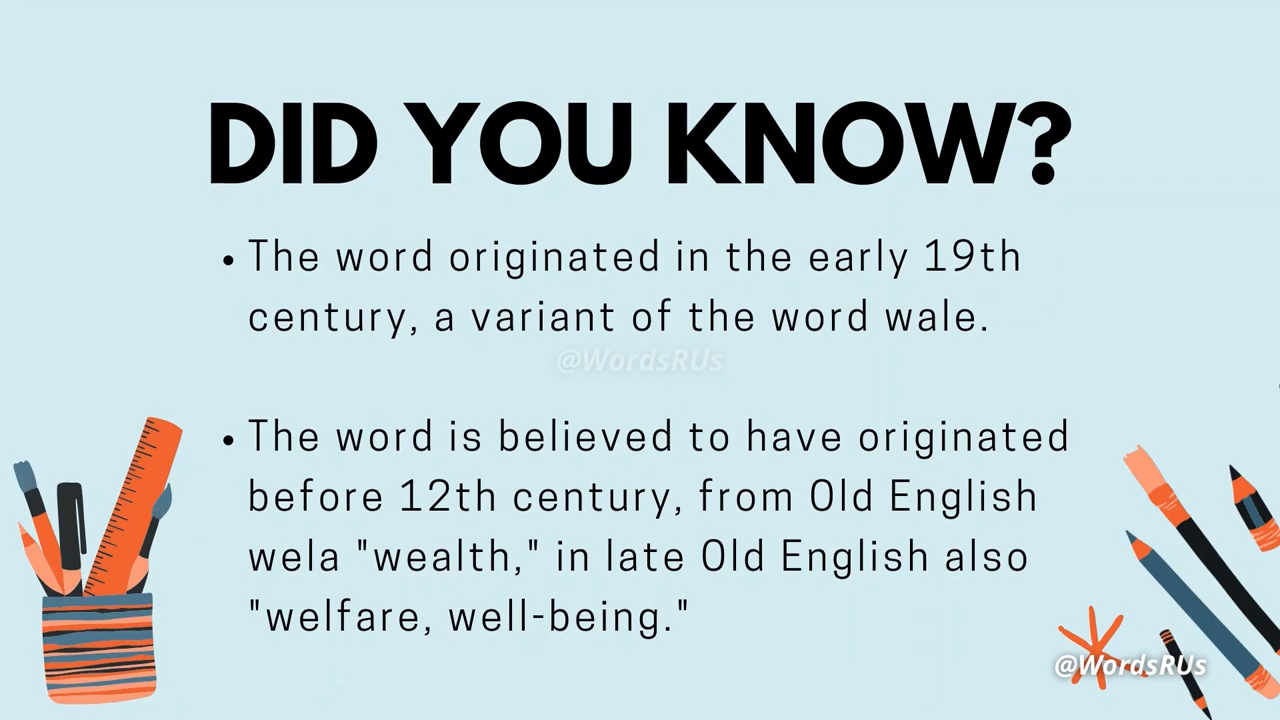 DID YOU KNOW?
• The word originated in the early 19th
century, a variant of the word wale.
@WordsRUs
• The word is believed to have originated
before 12th century, from Old English
wela "wealth," in late Old English also
"welfare, well-being."
@WordsRUs